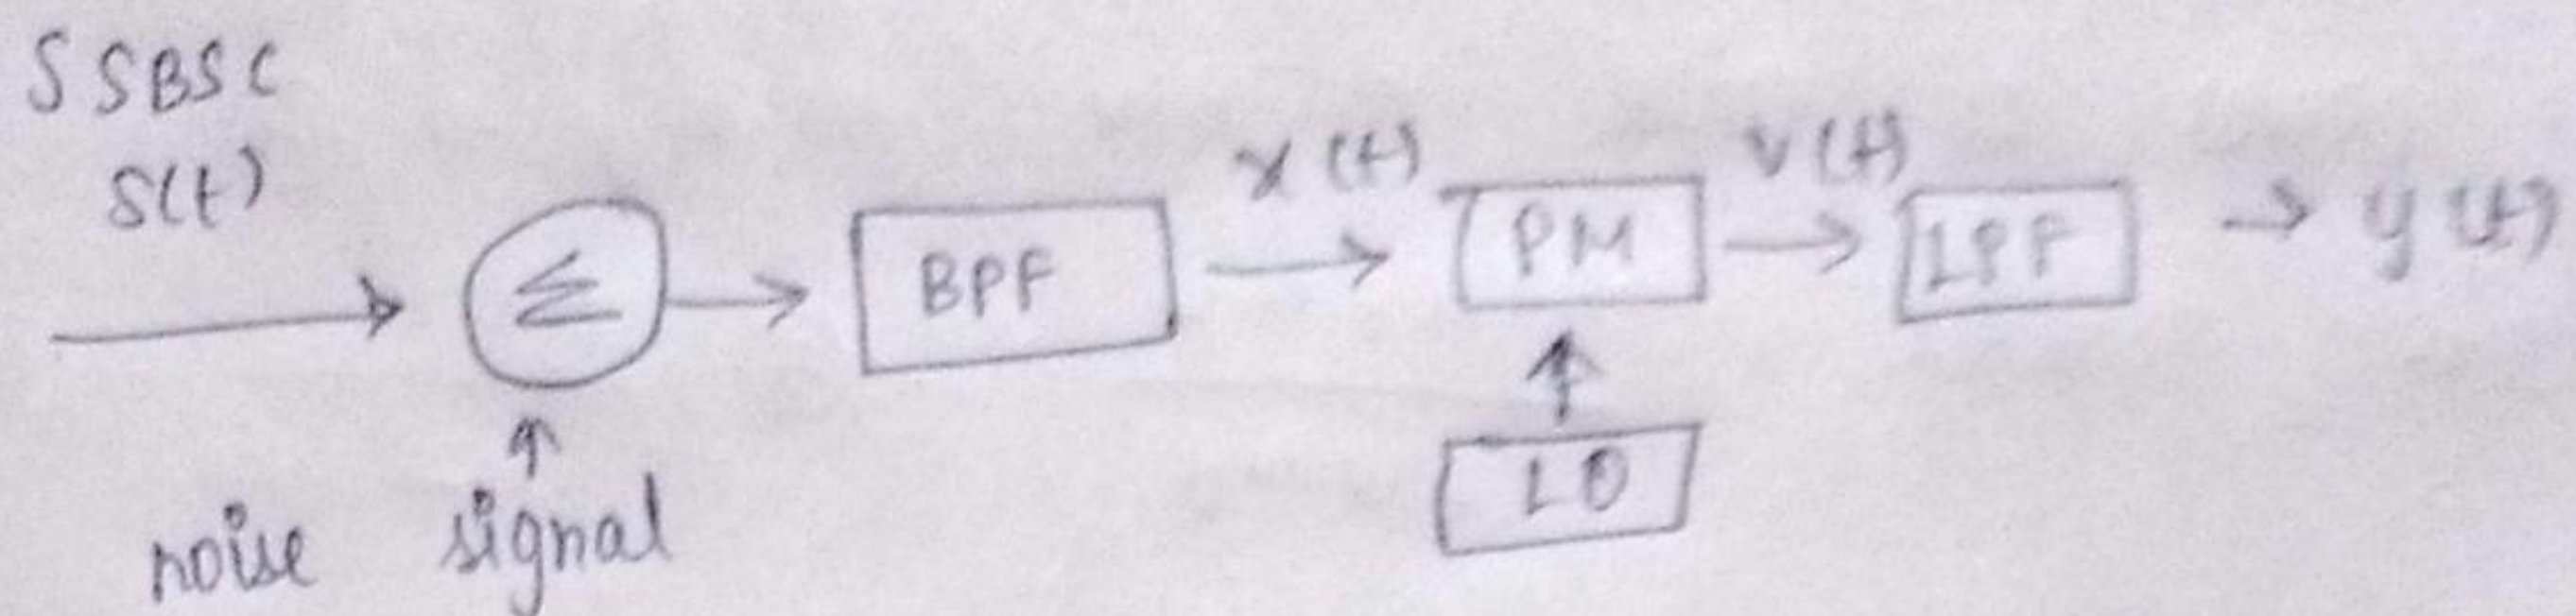 SSBSC
S(t)
Σ
BPF
x(t)
PM
v(t)
LPF
y(t)
LO
noise signal